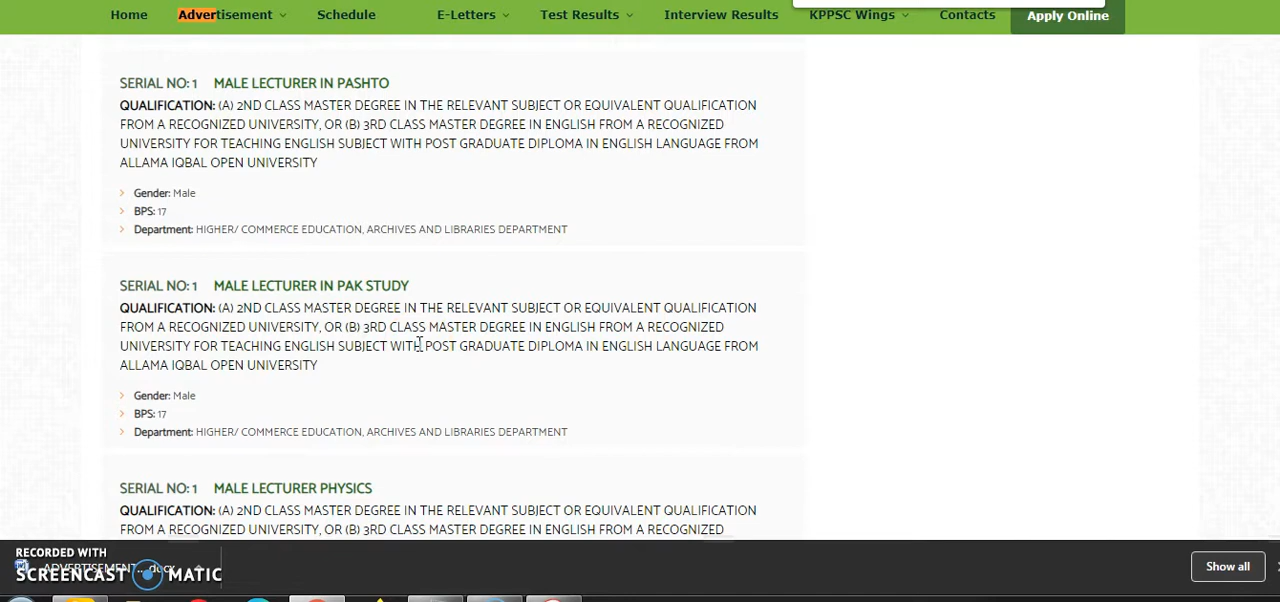 Home Advertisement Schedule E-Letters Test Results Interview Results KPPSC Wings Contacts Apply Online
SERIAL NO: 1 MALE LECTURER IN PASHTO
QUALIFICATION: (A) 2ND CLASS MASTER DEGREE IN THE RELEVANT SUBJECT OR EQUIVALENT QUALIFICATION
FROM A RECOGNIZED UNIVERSITY, OR (B) 3RD CLASS MASTER DEGREE IN ENGLISH FROM A RECOGNIZED
UNIVERSITY FOR TEACHING ENGLISH SUBJECT WITH POST GRADUATE DIPLOMA IN ENGLISH LANGUAGE FROM
ALLAMA IQBAL OPEN UNIVERSITY
Gender: Male
BPS: 17
Department: HIGHER/ COMMERCE EDUCATION, ARCHIVES AND LIBRARIES DEPARTMENT
SERIAL NO: 1 MALE LECTURER IN PAK STUDY
QUALIFICATION: (A) 2ND CLASS MASTER DEGREE IN THE RELEVANT SUBJECT OR EQUIVALENT QUALIFICATION
FROM A RECOGNIZED UNIVERSITY, OR (B) 3RD CLASS MASTER DEGREE IN ENGLISH FROM A RECOGNIZED
UNIVERSITY FOR TEACHING ENGLISH SUBJECT WITH POST GRADUATE DIPLOMA IN ENGLISH LANGUAGE FROM
ALLAMA IQBAL OPEN UNIVERSITY
Gender: Male
BPS: 17
Department: HIGHER/ COMMERCE EDUCATION, ARCHIVES AND LIBRARIES DEPARTMENT
SERIAL NO: 1 MALE LECTURER PHYSICS
QUALIFICATION: (A) 2ND CLASS MASTER DEGREE IN THE RELEVANT SUBJECT OR EQUIVALENT QUALIFICATION
FROM A RECOGNIZED UNIVERSITY, OR (B) 3RD CLASS MASTER DEGREE IN ENGLISH FROM A RECOGNIZED
RECORDED WITH
ADVERTISEMENT....docx Show all
SCREENCAST MATIC